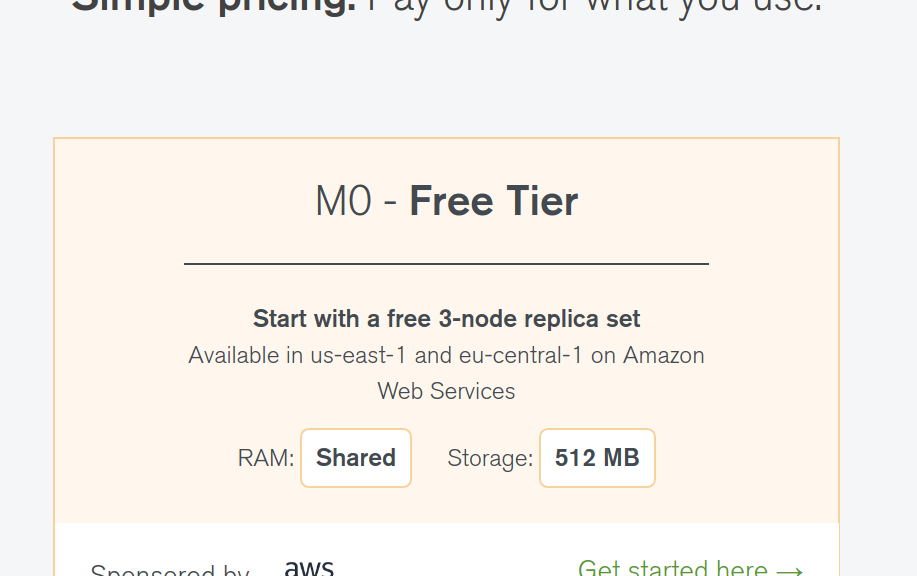 Simple pricing. Pay only for what you use.
M0 - Free Tier
Start with a free 3-node replica set
Available in us-east-1 and eu-central-1 on Amazon
Web Services
RAM: Shared Storage: 512 MB
Sponsored by aws Get started here →